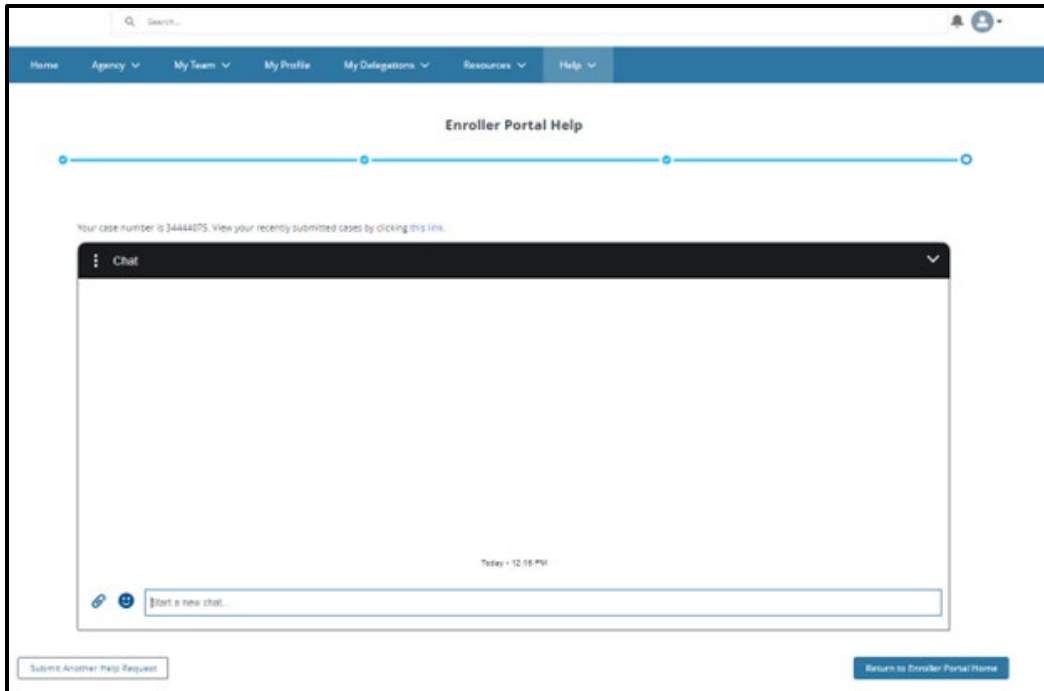 Search...
Home Agency My Team My Profile My Delegations Resources Help
Enroller Portal Help
Your case number is 34444075. View your recently submitted cases by clicking this link.
Chat
Today • 12:16 PM
Start a new chat...
Submit Another Help Request Return to Enroller Portal Home